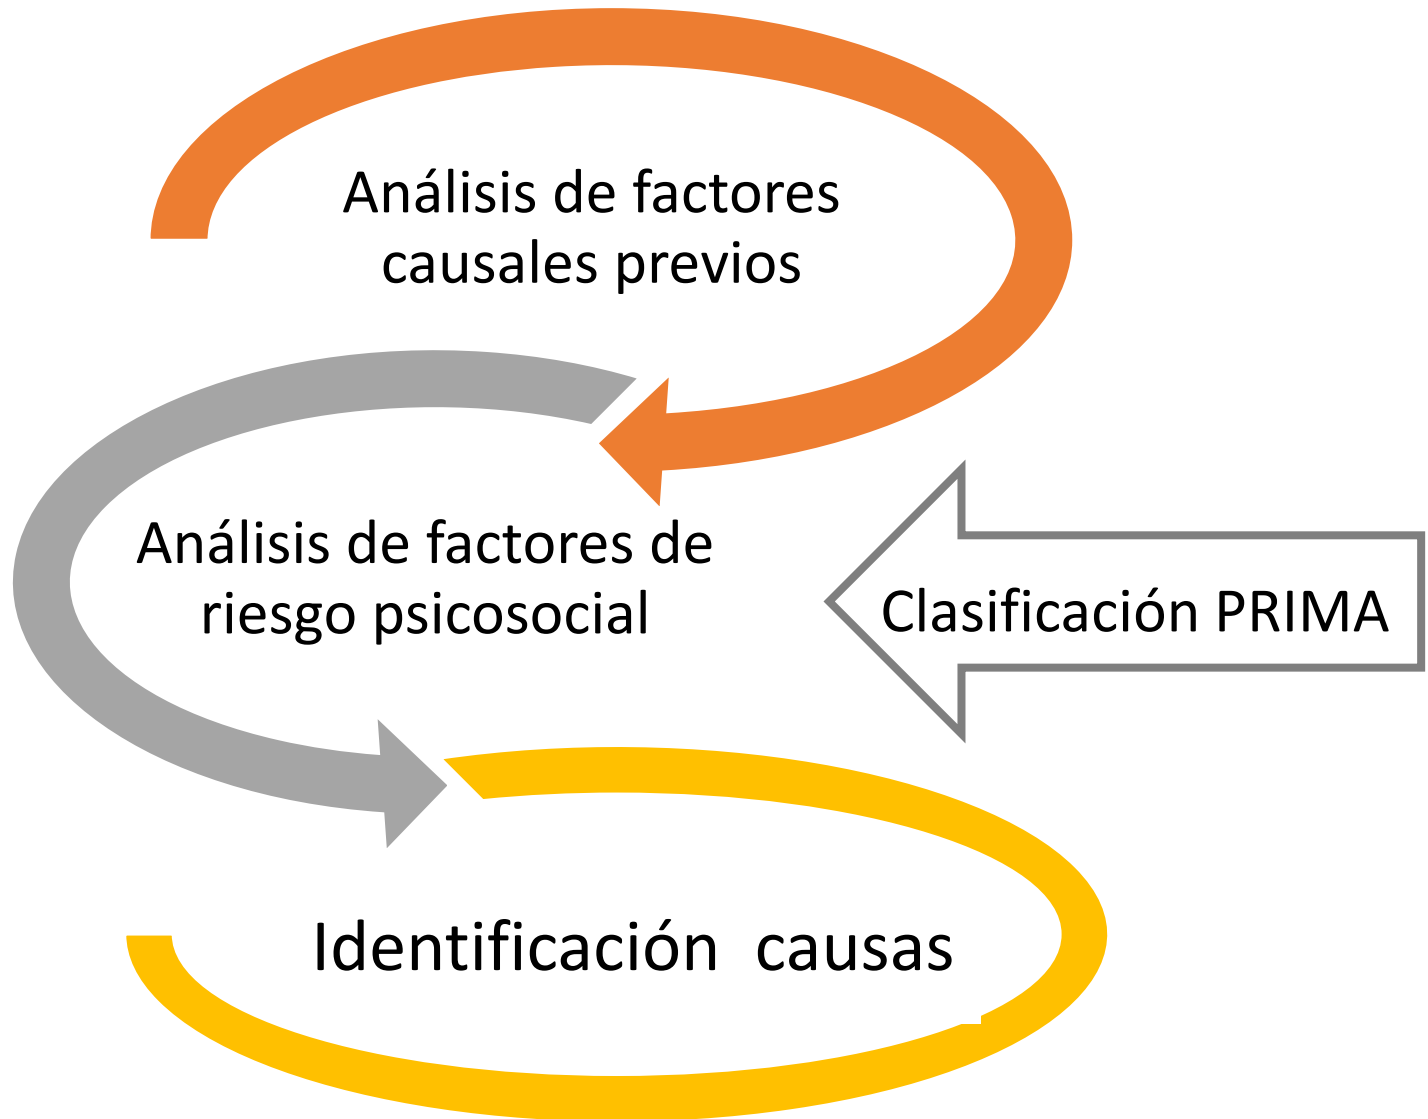 Análisis de factores
causales previos
Análisis de factores de
riesgo psicosocial
Clasificación PRIMA
Identificación causas